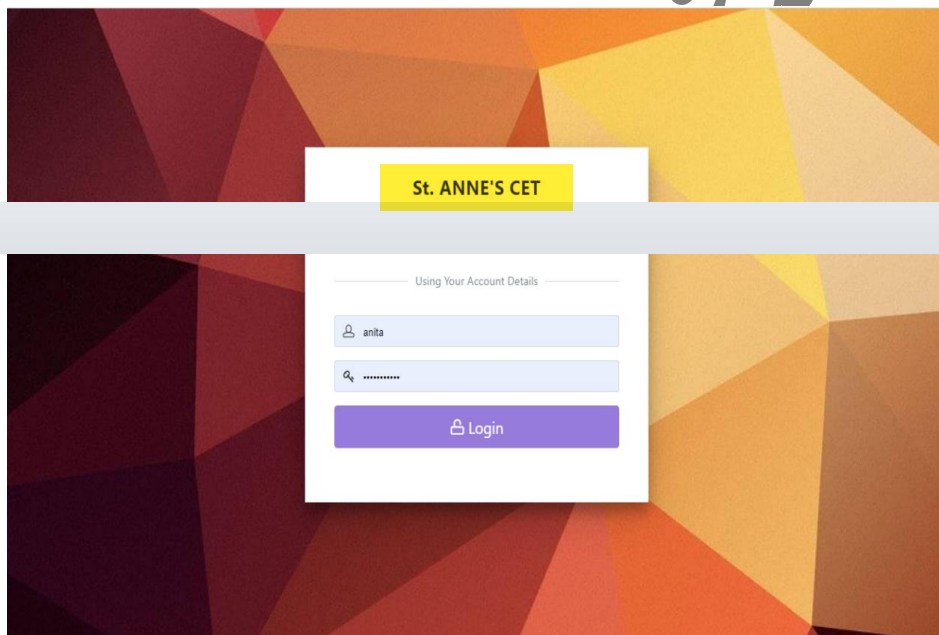 St. ANNE'S CET
Using Your Account Details
anita
•••••••••••
Login